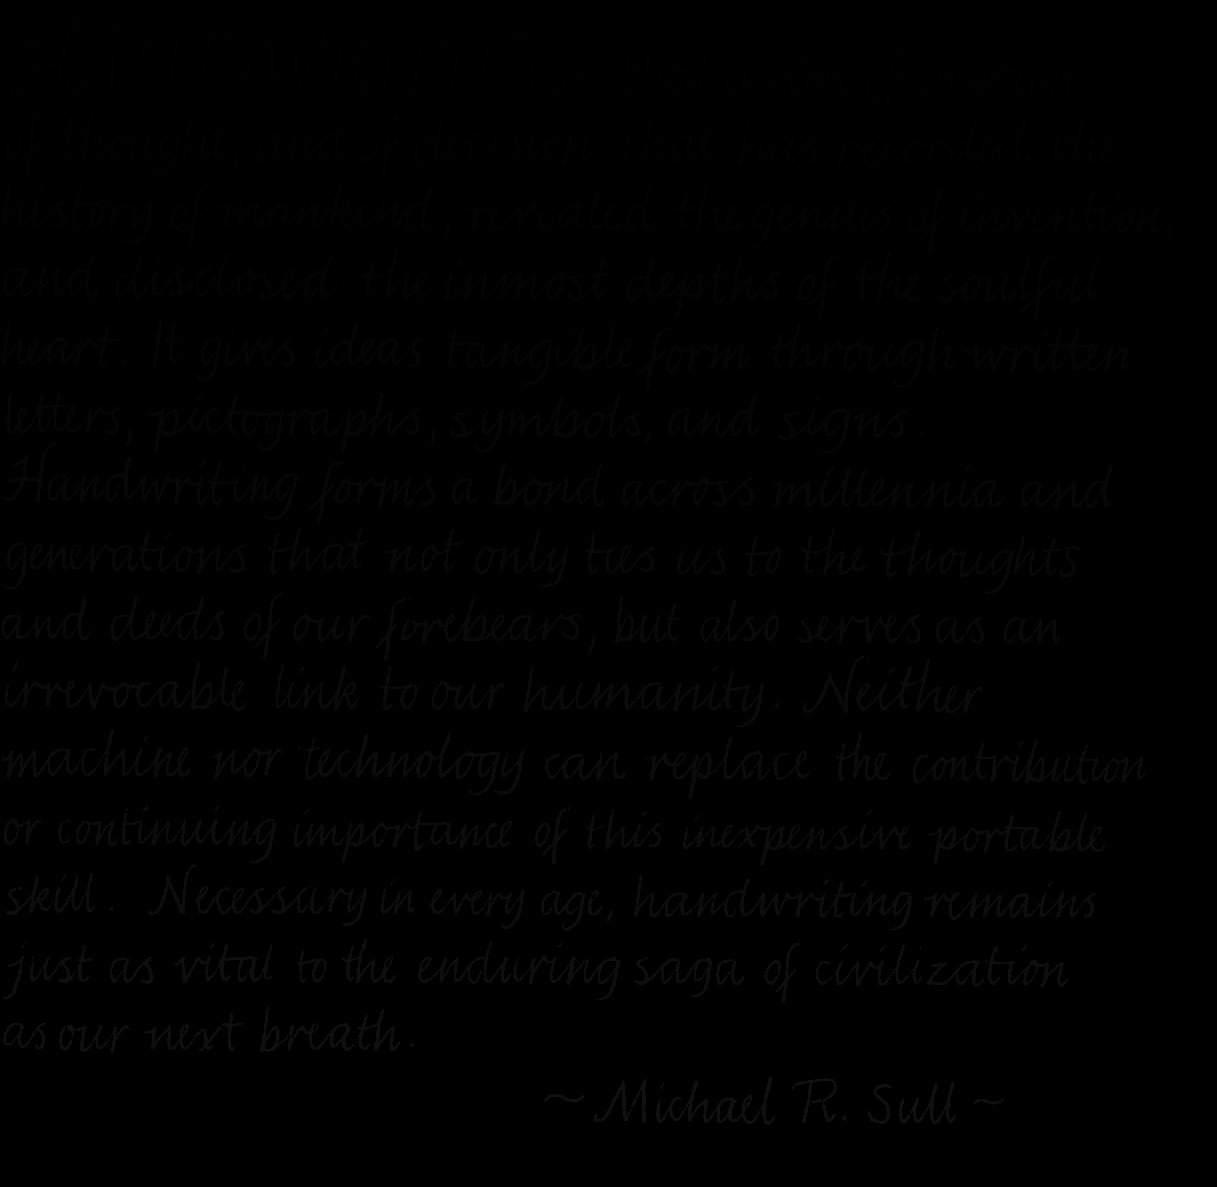 of thought, and of decision that has recorded the
history of mankind, revealed the genius of invention,
and disclosed the inmost depths of the soulful
heart. It gives ideas tangible form through written
letters, pictographs, symbols, and signs.
Handwriting forms a bond across millennia and
generations that not only ties us to the thoughts
and deeds of our forebears, but also serves as an
irrevocable link to our humanity. Neither
machine nor technology can replace the contribution
or continuing importance of this inexpensive portable
skill. Necessary in every age, handwriting remains
just as vital to the enduring saga of civilization
as our next breath.
~ Michael R. Sull ~